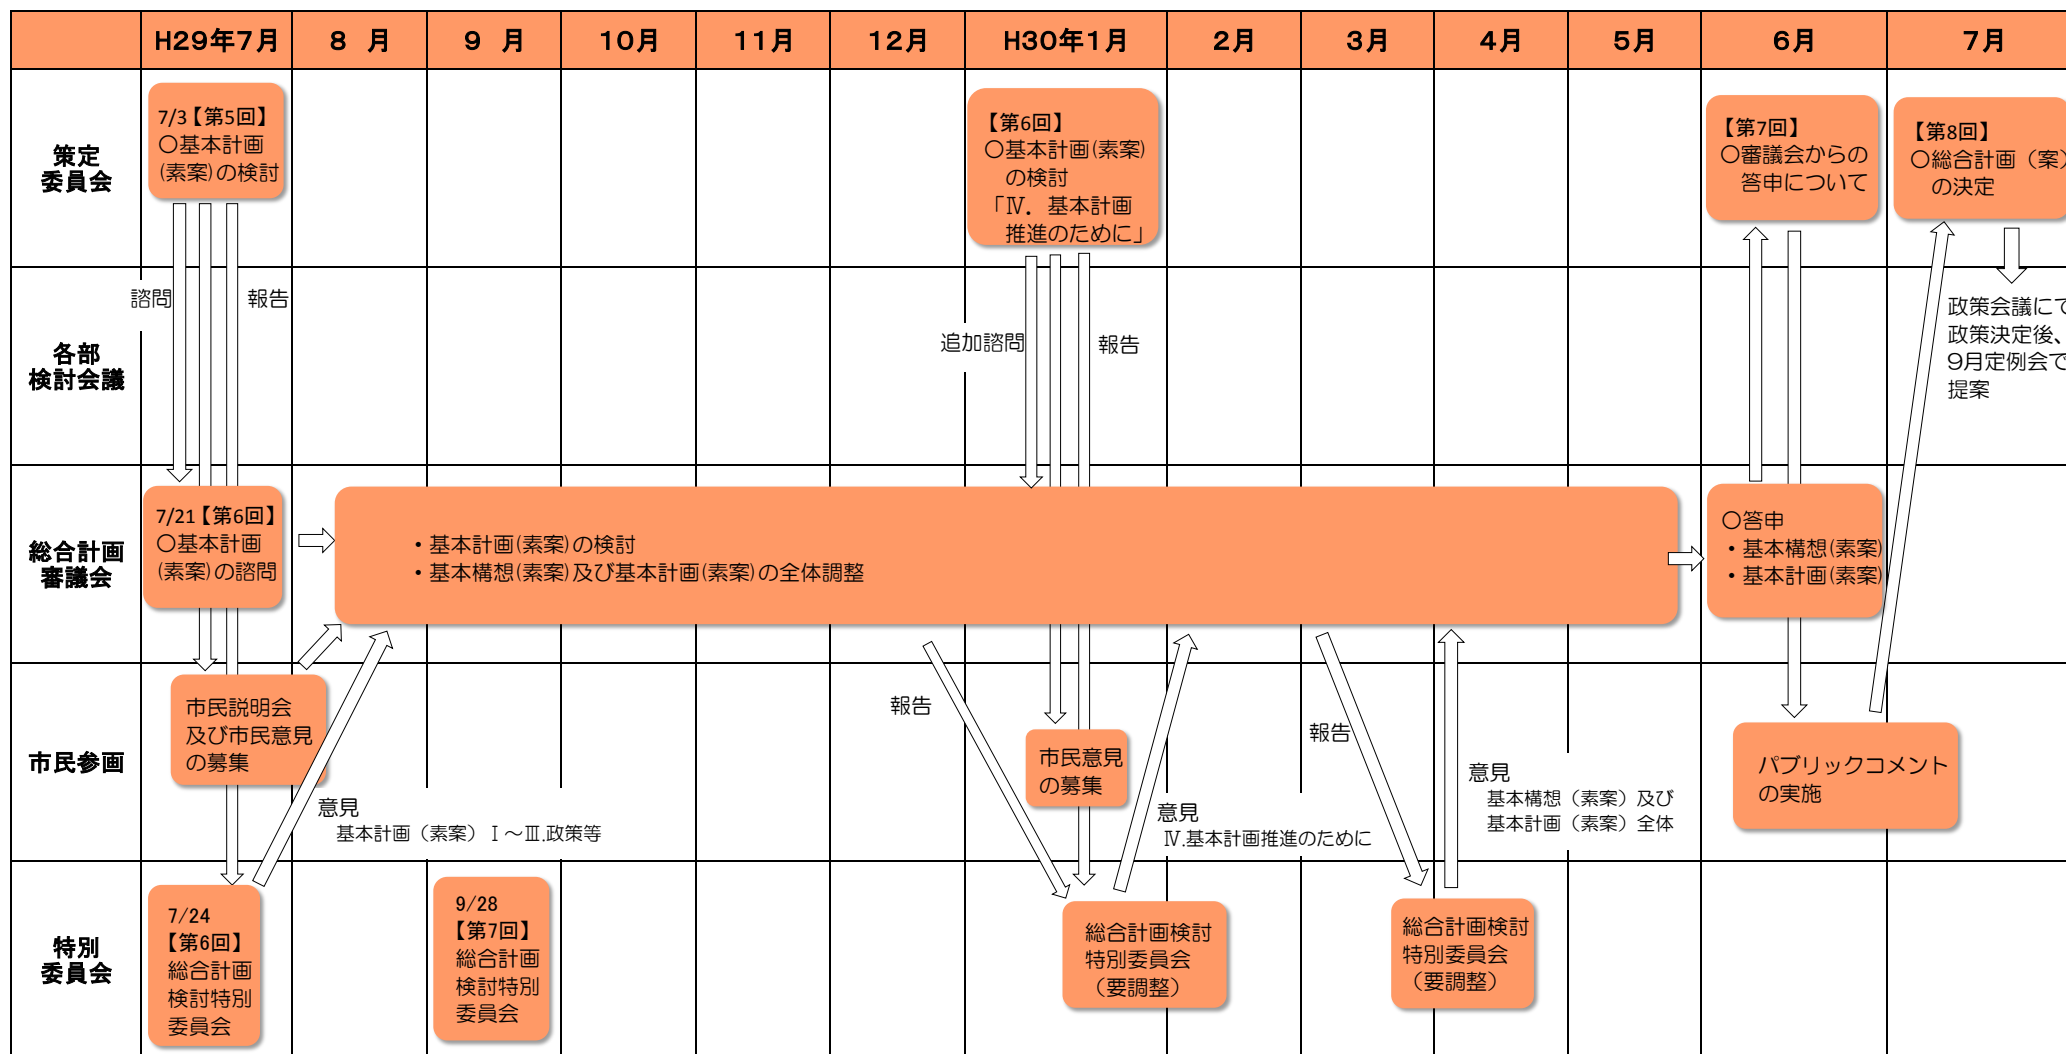 H29年7月
8 月
9 月
10月
11月
12月
H30年1月
2月
3月
4月
5月
6月
7月
策定
委員会
7/3【第5回】
〇基本計画
(素案)の検討
【第6回】
〇基本計画(素案)
の検討
「Ⅳ．基本計画
推進のために」
【第7回】
〇審議会からの
答申について
【第8回】
〇総合計画（案）
の決定
各部
検討会議
諮問
報告
追加諮問
報告
政策会議にて
政策決定後、
9月定例会で
提案
総合計画
審議会
7/21【第6回】
〇基本計画
(素案)の諮問
・基本計画(素案)の検討
・基本構想(素案)及び基本計画(素案)の全体調整
〇答申
・基本構想(素案)
・基本計画(素案)
市民参画
市民説明会
及び市民意見
の募集
意見
基本計画（素案）Ⅰ～Ⅲ.政策等
報告
市民意見
の募集
意見
Ⅳ.基本計画推進のために
報告
意見
基本構想（素案）及び
基本計画（素案）全体
パブリックコメント
の実施
特別
委員会
7/24
【第6回】
総合計画
検討特別
委員会
9/28
【第7回】
総合計画
検討特別
委員会
総合計画検討
特別委員会
（要調整）
総合計画検討
特別委員会
（要調整）